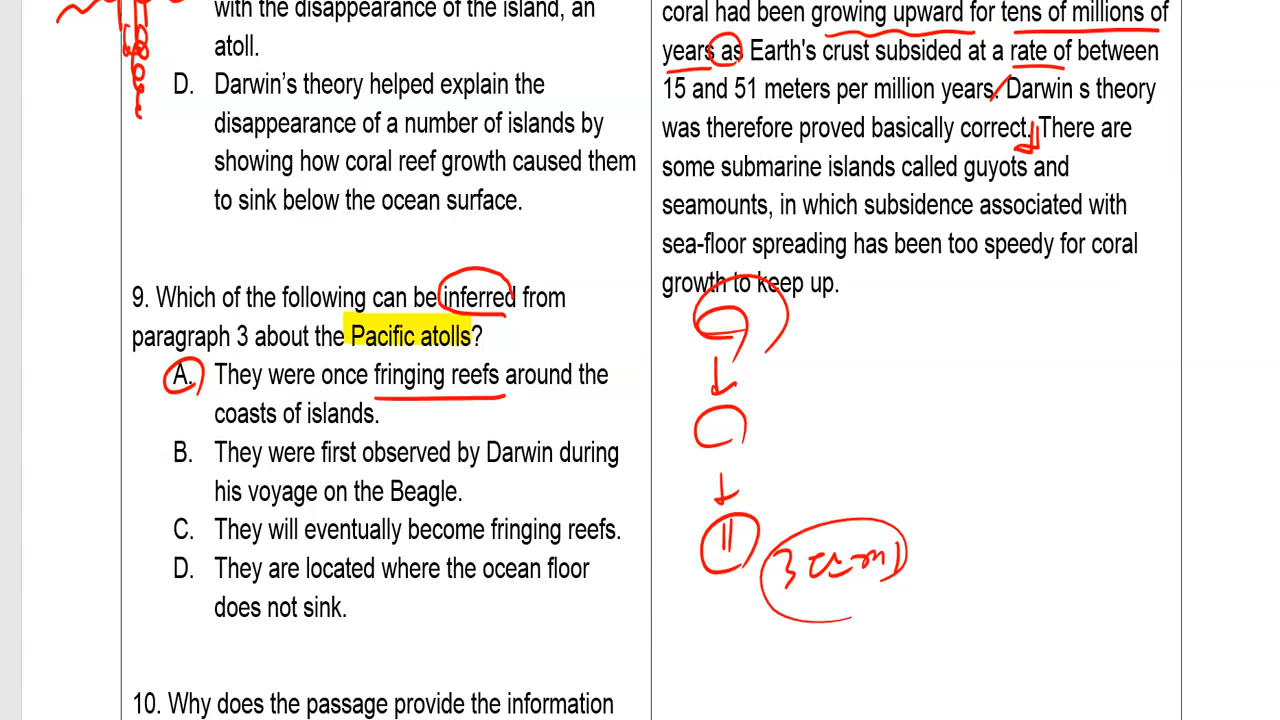 with the disappearance of the island, an
atoll.
D. Darwin's theory helped explain the
disappearance of a number of islands by
showing how coral reef growth caused them
to sink below the ocean surface.
9. Which of the following can be inferred from
paragraph 3 about the Pacific atolls?
A. They were once fringing reefs around the
coasts of islands.
B. They were first observed by Darwin during
his voyage on the Beagle.
C. They will eventually become fringing reefs.
D. They are located where the ocean floor
does not sink.
10. Why does the passage provide the information
coral had been growing upward for tens of millions of
years as Earth's crust subsided at a rate of between
15 and 51 meters per million years. Darwin s theory
was therefore proved basically correct. There are
some submarine islands called guyots and
seamounts, in which subsidence associated with
sea-floor spreading has been too speedy for coral
growth to keep up.